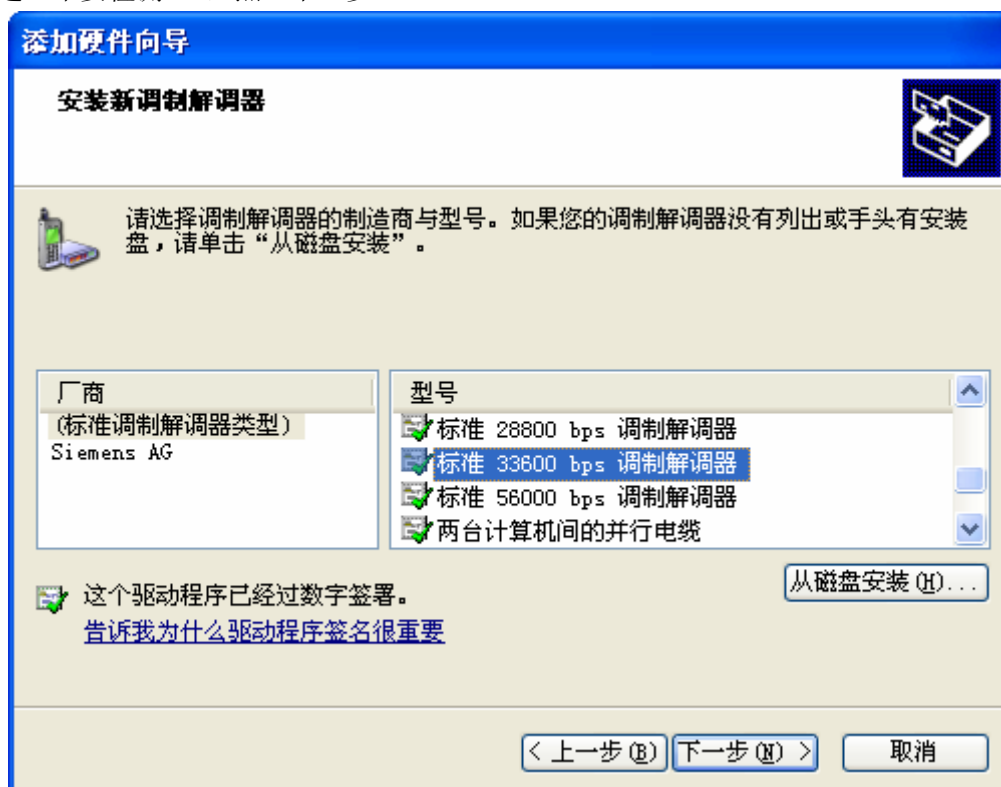 添加硬件向导
安装新调制解调器
请选择调制解调器的制造商与型号。如果您的调制解调器没有列出或手头有安装
盘，请单击“从磁盘安装”。
厂商
(标准调制解调器类型)
Siemens AG
型号
标准 28800 bps 调制解调器
标准 33600 bps 调制解调器
标准 56000 bps 调制解调器
两台计算机间的并行电缆
这个驱动程序已经过数字签署。
告诉我为什么驱动程序签名很重要
从磁盘安装(H)...
< 上一步(B)
下一步(N) >
取消